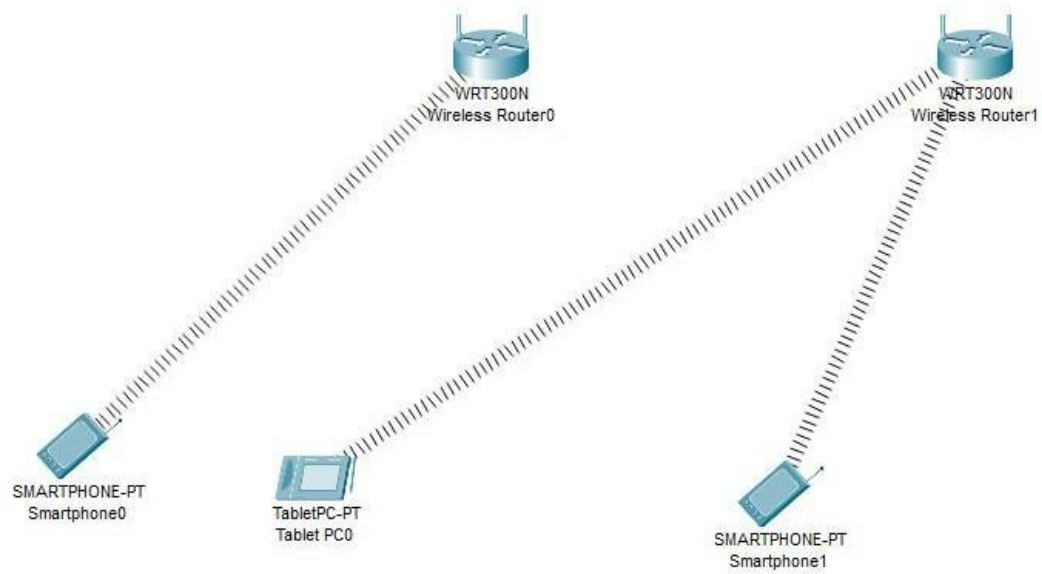 WRT300N
Wireless Router0
WRT300N
Wireless Router1
SMARTPHONE-PT
Smartphone0
TabletPC-PT
Tablet PC0
SMARTPHONE-PT
Smartphone1